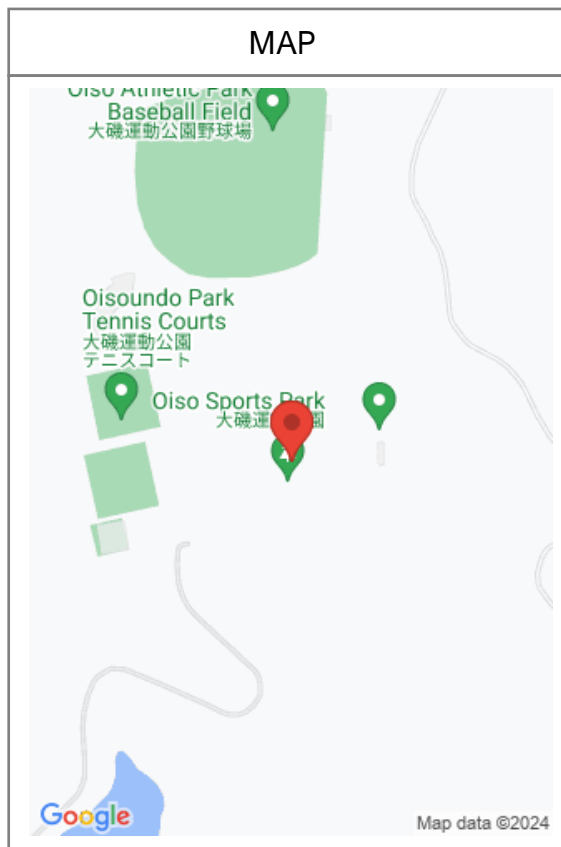 MAP
Oiso Athletic Park
Baseball Field
大磯運動公園野球場
Oisoundo Park
Tennis Courts
大磯運動公園
テニスコート
Oiso Sports Park
大磯運 園
Google
Map data ©2024